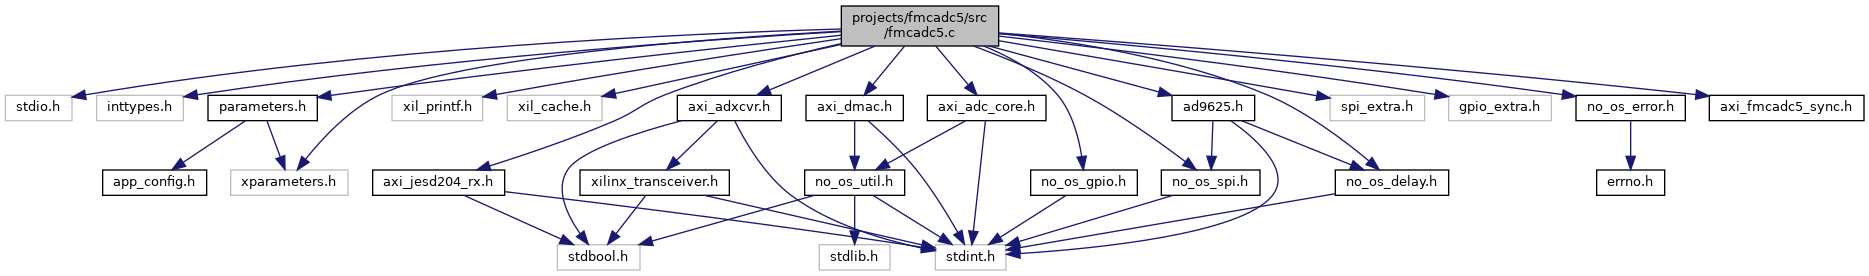 projects/fmcadc5/src
/fmcadc5.c
stdio.h
inttypes.h
parameters.h
xil_printf.h
xil_cache.h
axi_adxcvr.h
axi_dmac.h
axi_adc_core.h
ad9625.h
spi_extra.h
gpio_extra.h
no_os_error.h
axi_fmcadc5_sync.h
app_config.h
xparameters.h
axi_jesd204_rx.h
xilinx_transceiver.h
no_os_util.h
no_os_gpio.h
no_os_spi.h
no_os_delay.h
errno.h
stdbool.h
stdlib.h
stdint.h